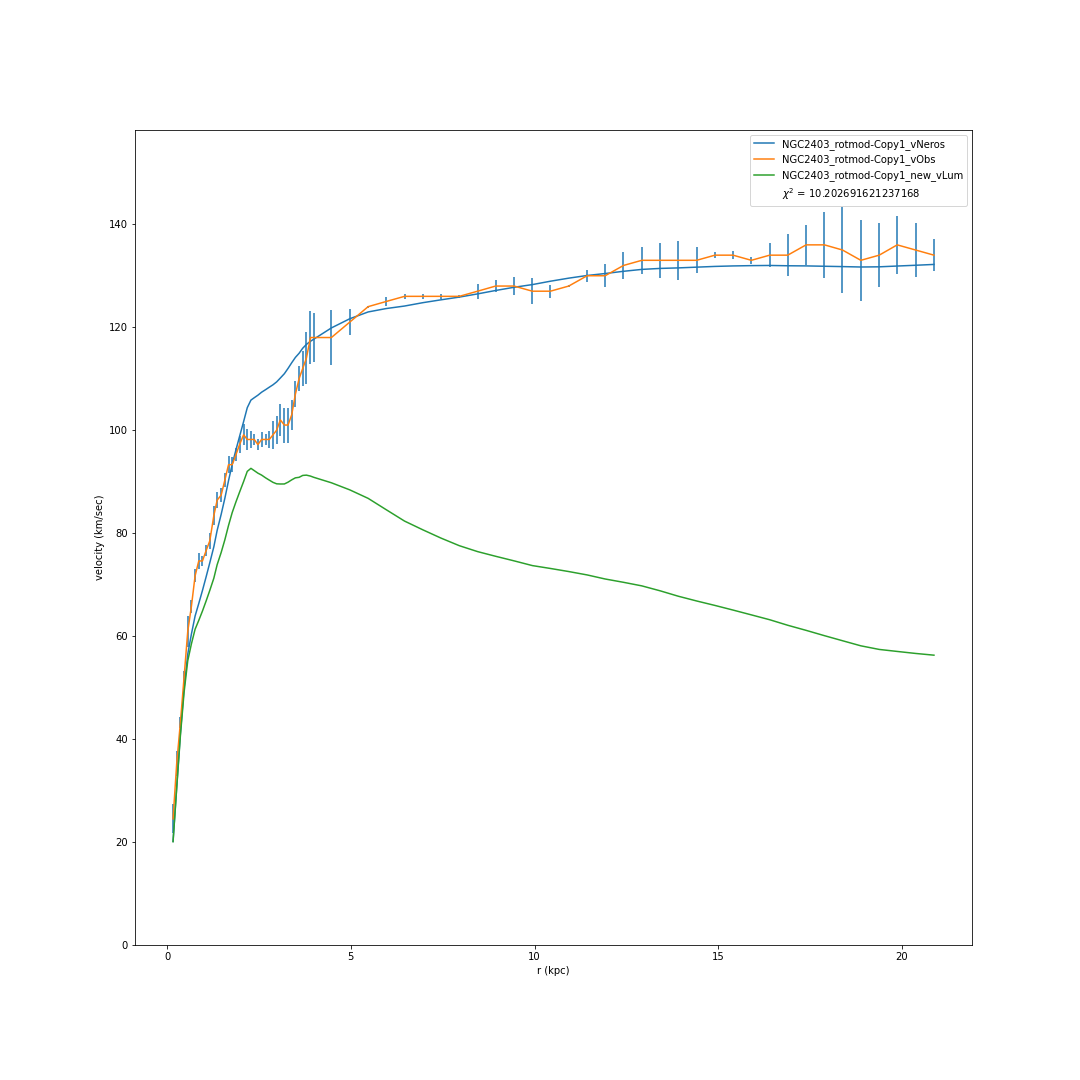 NGC2403_rotmod-Copy1_vNeros
NGC2403_rotmod-Copy1_vObs
NGC2403_rotmod-Copy1_new_vLum
χ² = 10.202691621237168
140
120
100
80
60
40
20
0
velocity (km/sec)
0 5 10 15 20
r (kpc)